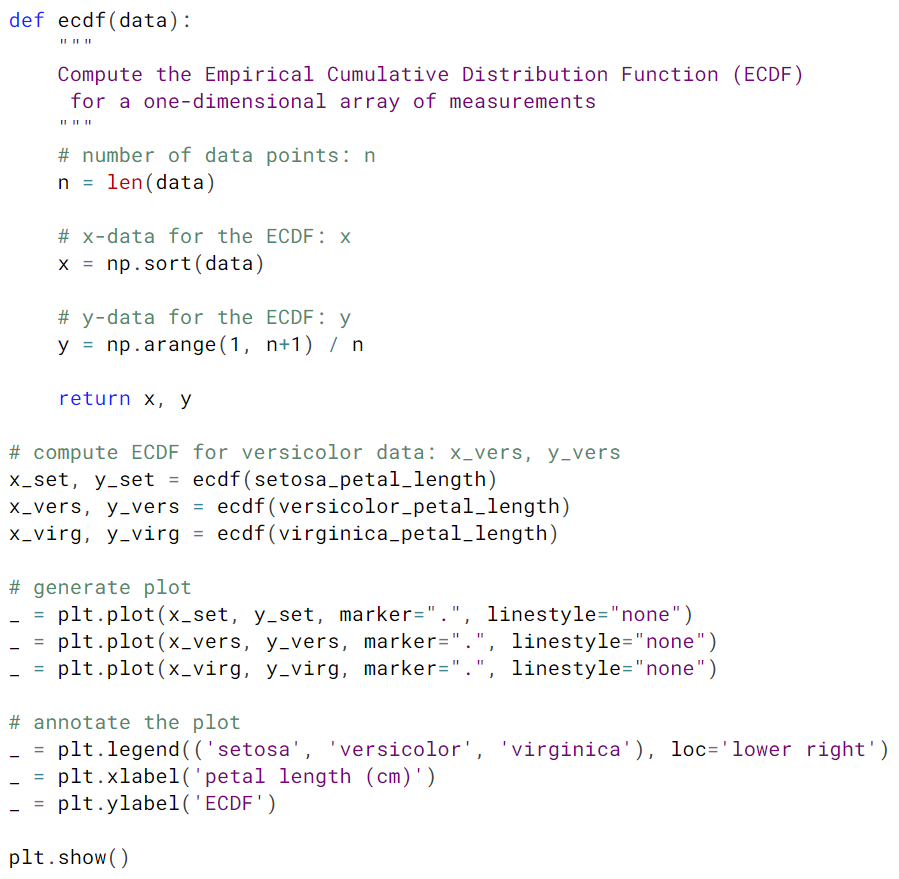 def ecdf(data):
    """
    Compute the Empirical Cumulative Distribution Function (ECDF)
     for a one-dimensional array of measurements
    """
    # number of data points: n
    n = len(data)

    # x-data for the ECDF: x
    x = np.sort(data)

    # y-data for the ECDF: y
    y = np.arange(1, n+1) / n

    return x, y

# compute ECDF for versicolor data: x_vers, y_vers
x_set, y_set = ecdf(setosa_petal_length)
x_vers, y_vers = ecdf(versicolor_petal_length)
x_virg, y_virg = ecdf(virginica_petal_length)

# generate plot
_ = plt.plot(x_set, y_set, marker=".", linestyle="none")
_ = plt.plot(x_vers, y_vers, marker=".", linestyle="none")
_ = plt.plot(x_virg, y_virg, marker=".", linestyle="none")

# annotate the plot
_ = plt.legend(('setosa', 'versicolor', 'virginica'), loc='lower right')
_ = plt.xlabel('petal length (cm)')
_ = plt.ylabel('ECDF')

plt.show()